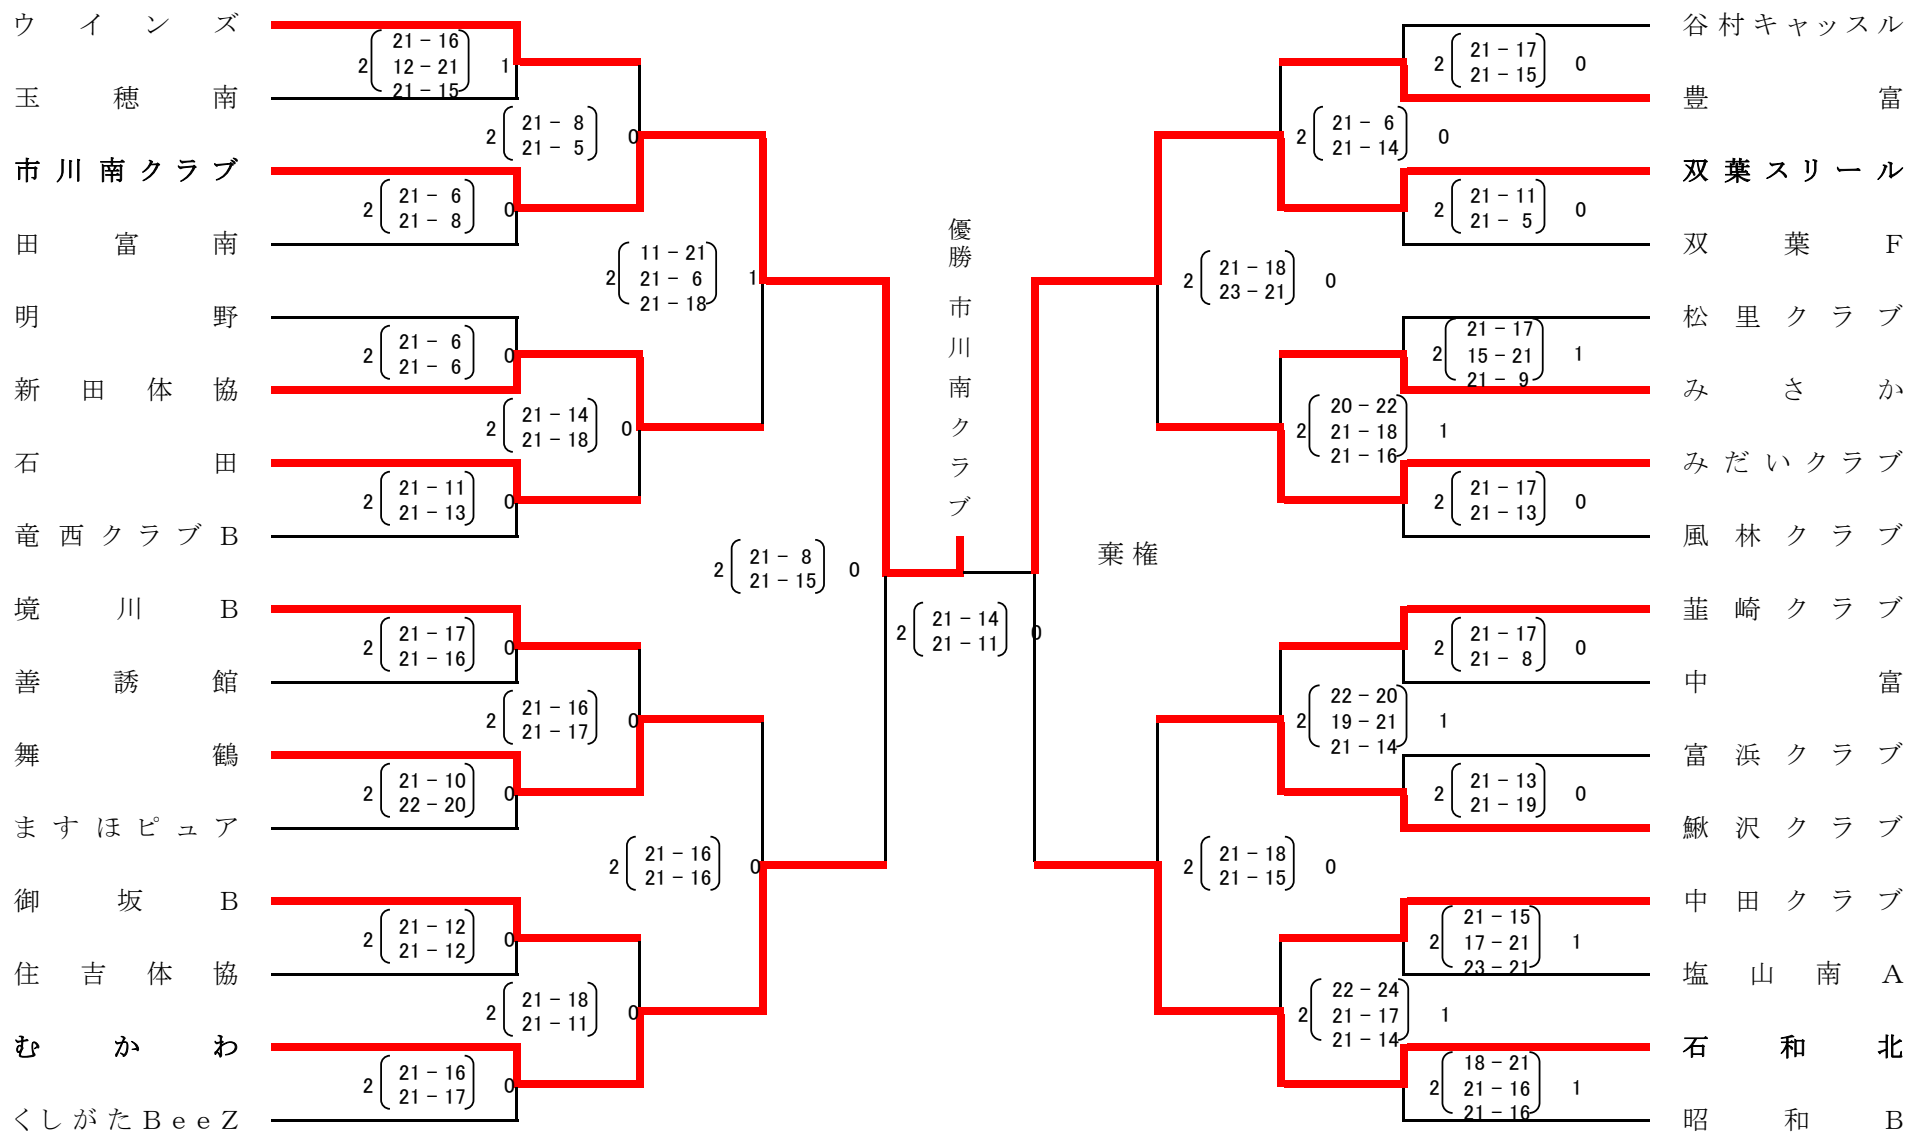 ウインズ
2 21－16 1
12－21
21－15
玉穂南
2 21－8 0
21－5
市川南クラブ
2 21－6 0
21－8
田富南
2 11－21 1
21－6
21－18
明野
2 21－6 0
21－6
新田体協
2 21－14 0
21－18
石田
2 21－11 0
21－13
竜西クラブB
2 21－8 0
21－15
境川B
2 21－17 0
21－16
善誘館
2 21－16 0
21－17
舞鶴
2 21－10 0
22－20
ますほピュア
2 21－16 0
21－16
御坂B
2 21－12 0
21－12
住吉体協
2 21－18 0
21－11
むかわ
2 21－16 0
21－17
くしがたBeeZ
優勝 市川南クラブ
2 21－14 0
21－11
棄権
谷村キャッスル
2 21－17 0
21－15
豊富
2 21－6 0
21－14
双葉スリール
2 21－11 0
21－5
双葉F
2 21－18 0
23－21
松里クラブ
2 21－17 1
15－21
21－9
みさか
2 20－22 1
21－18
21－16
みだいクラブ
2 21－17 0
21－13
風林クラブ
韮崎クラブ
2 21－17 0
21－8
中富
2 22－20 1
19－21
21－14
富浜クラブ
2 21－13 0
21－19
鰍沢クラブ
2 21－18 0
21－15
中田クラブ
2 21－15 1
17－21
23－21
塩山南A
2 22－24 1
21－17
21－14
石和北
2 18－21 1
21－16
21－16
昭和B